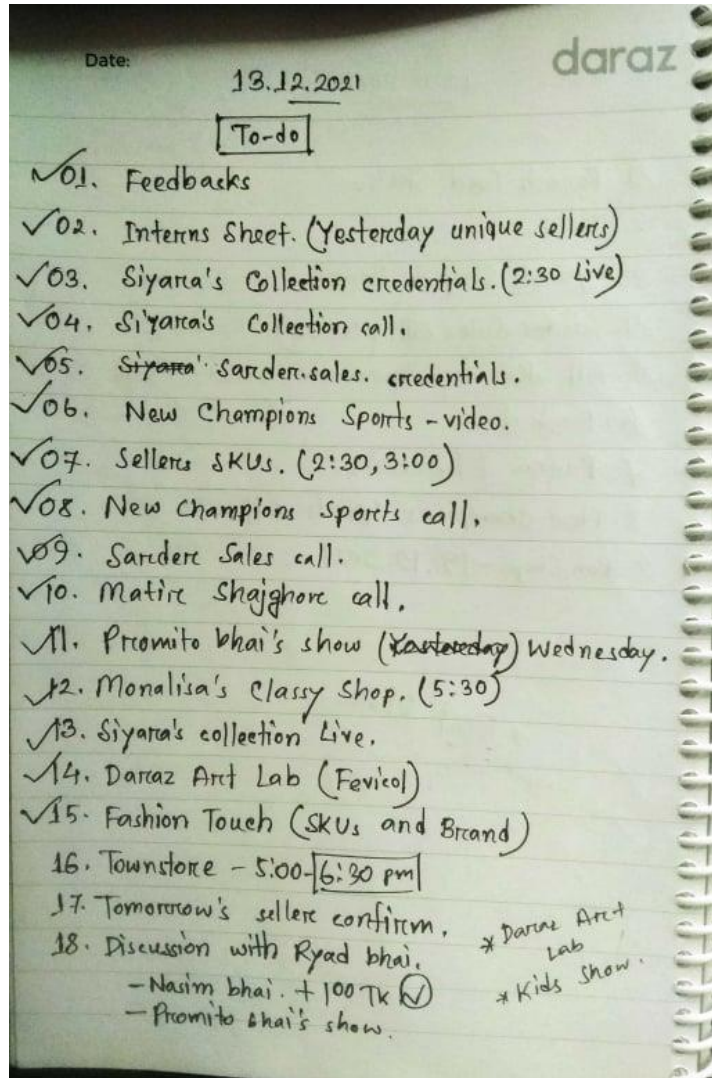 daraz
Date:
13.12.2021
To-do
01. Feedbacks
02. Interns Sheet. (Yesterday unique sellers)
03. Siyara's Collection credentials. (2:30 Live)
04. Siyara's Collection call.
05. Siyara' Sarder.sales. credentials.
06. New Champions Sports - video.
07. Sellers SKUs. (2:30, 3:00)
08. New Champions Sports call.
09. Sarder Sales call.
10. Matir Shajghor call.
11. Promito bhai's show (Yesterday) Wednesday.
12. Monalisa's Classy Shop. (5:30)
13. Siyara's collection Live.
14. Daraz Art Lab (Fevicol)
15. Fashion Touch (SKUs and Brand)
16. Townstore - 5:00-6:30 pm
17. Tomorrow's seller confirm.
18. Discussion with Ryad bhai.
- Nasim bhai. + 100 Tk ✓
- Promito bhai's show.
* Daraz Art
Lab
* Kids Show.